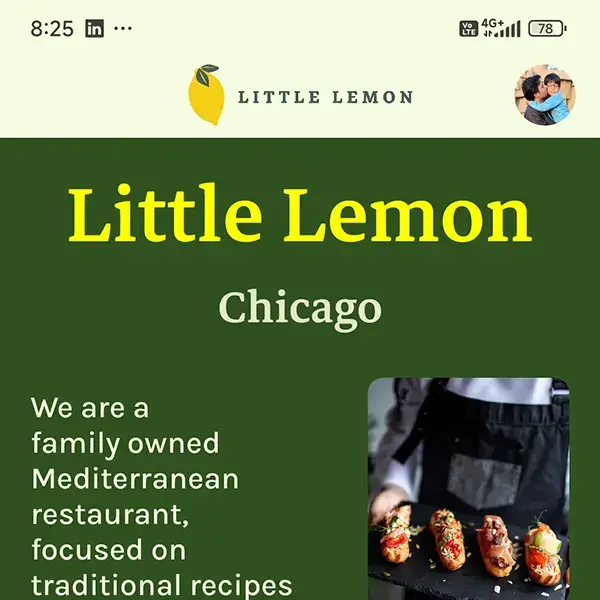 8:25 in ... Vo LTE 4G+ 78
LITTLE LEMON
Little Lemon
Chicago
We are a
family owned
Mediterranean
restaurant,
focused on
traditional recipes